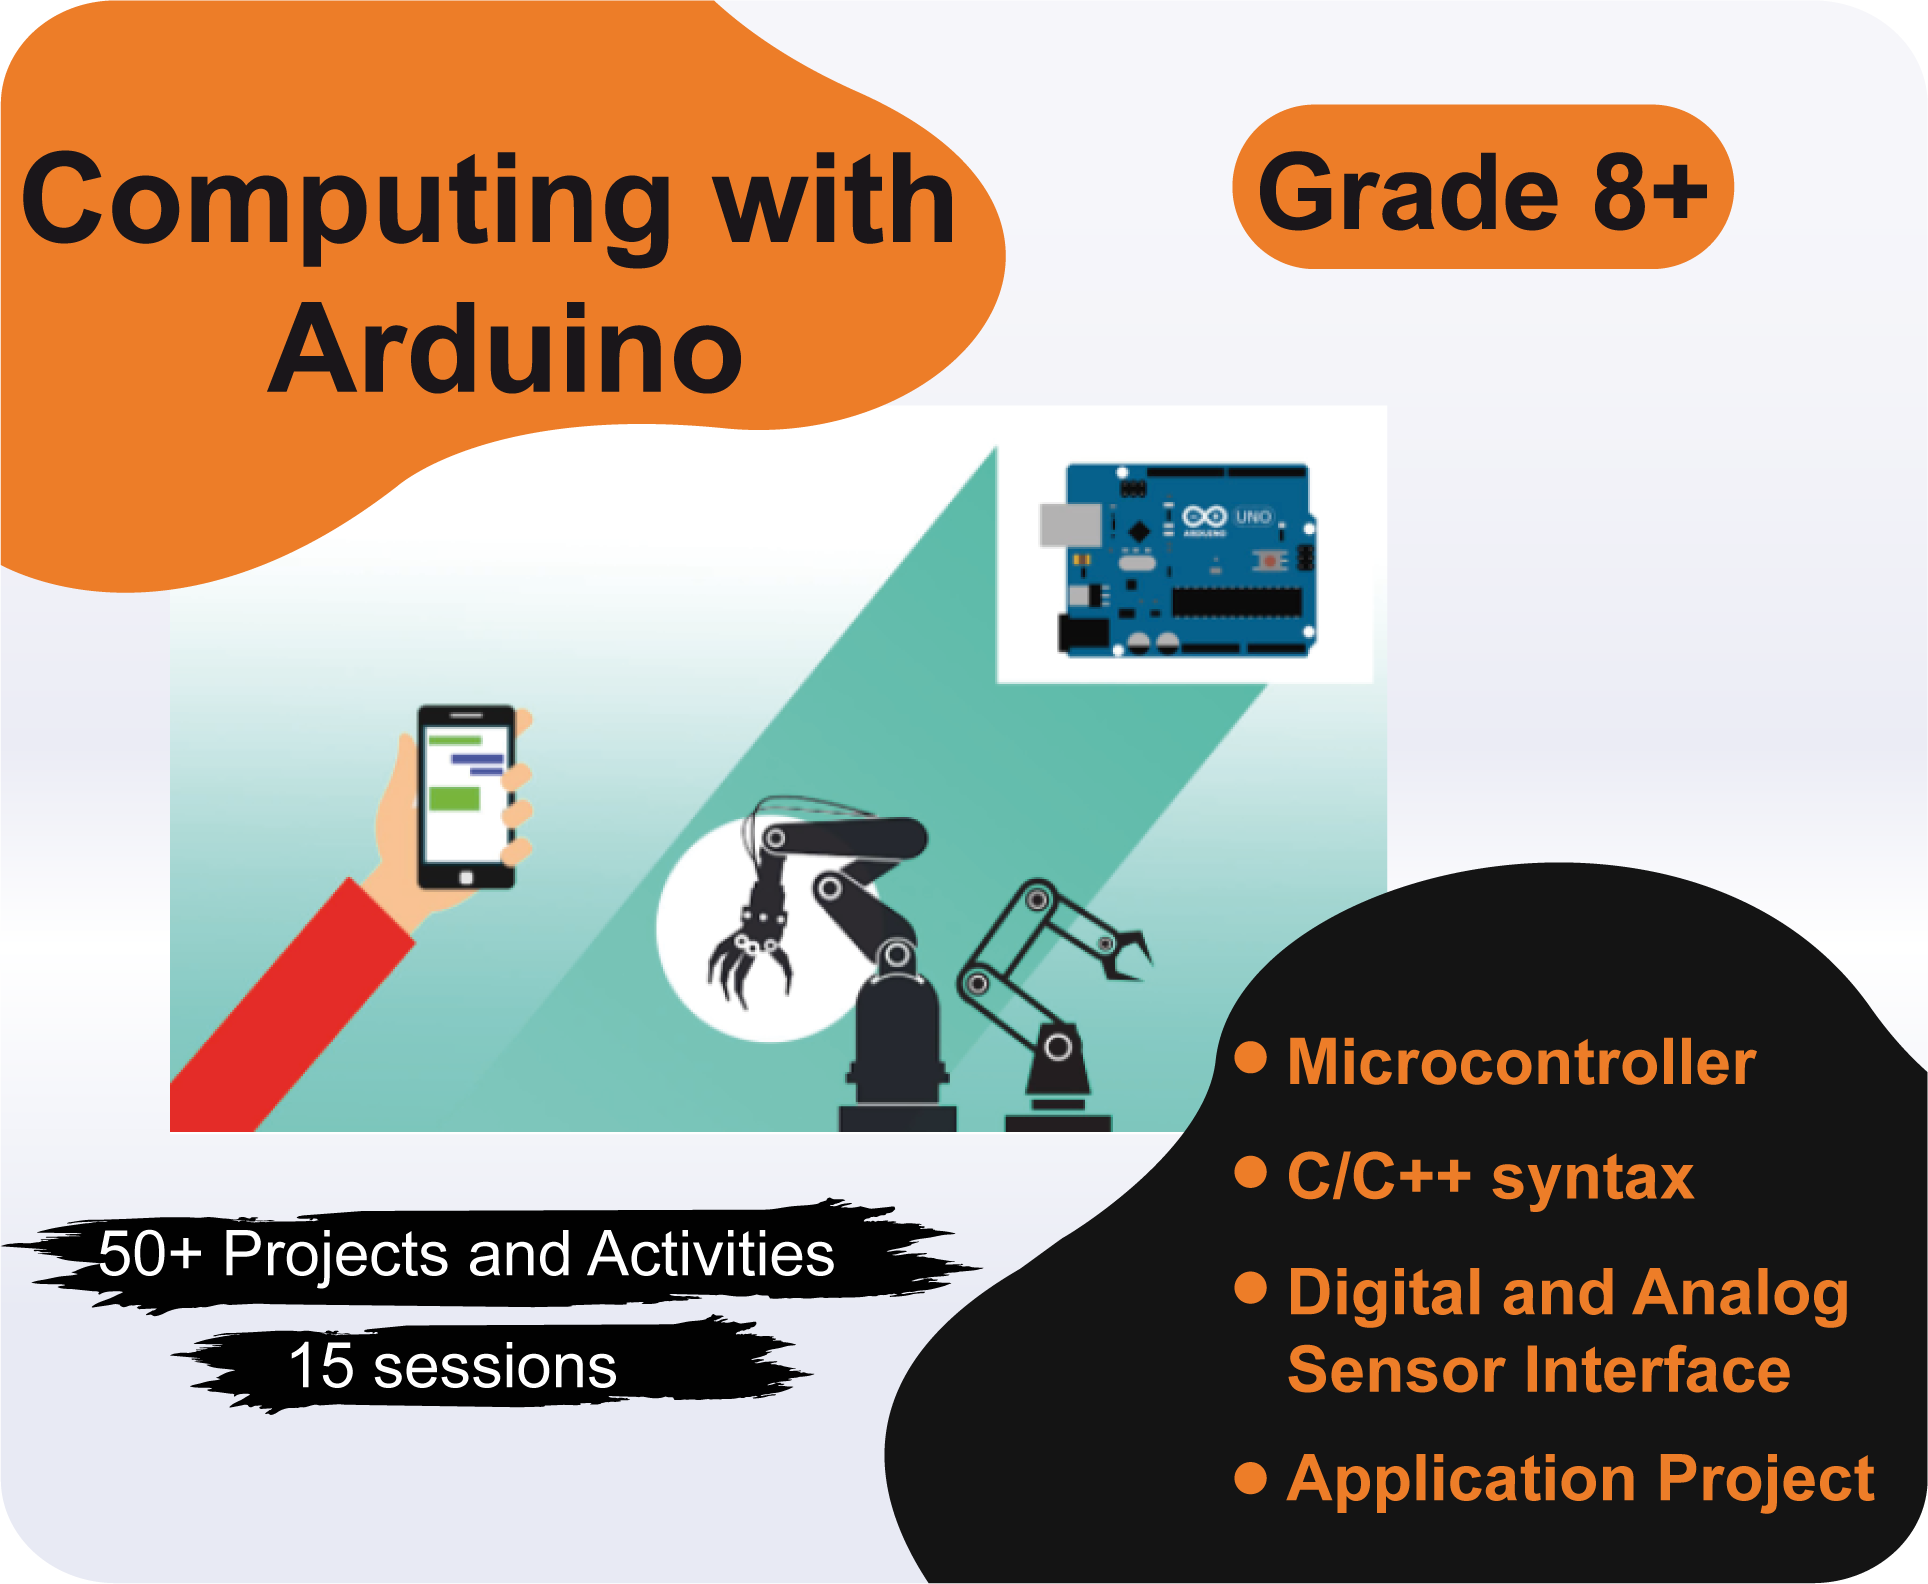 Computing with
Arduino
Grade 8+
UNO
ARDUINO
Microcontroller
C/C++ syntax
Digital and Analog
Sensor Interface
Application Project
50+ Projects and Activities
15 sessions